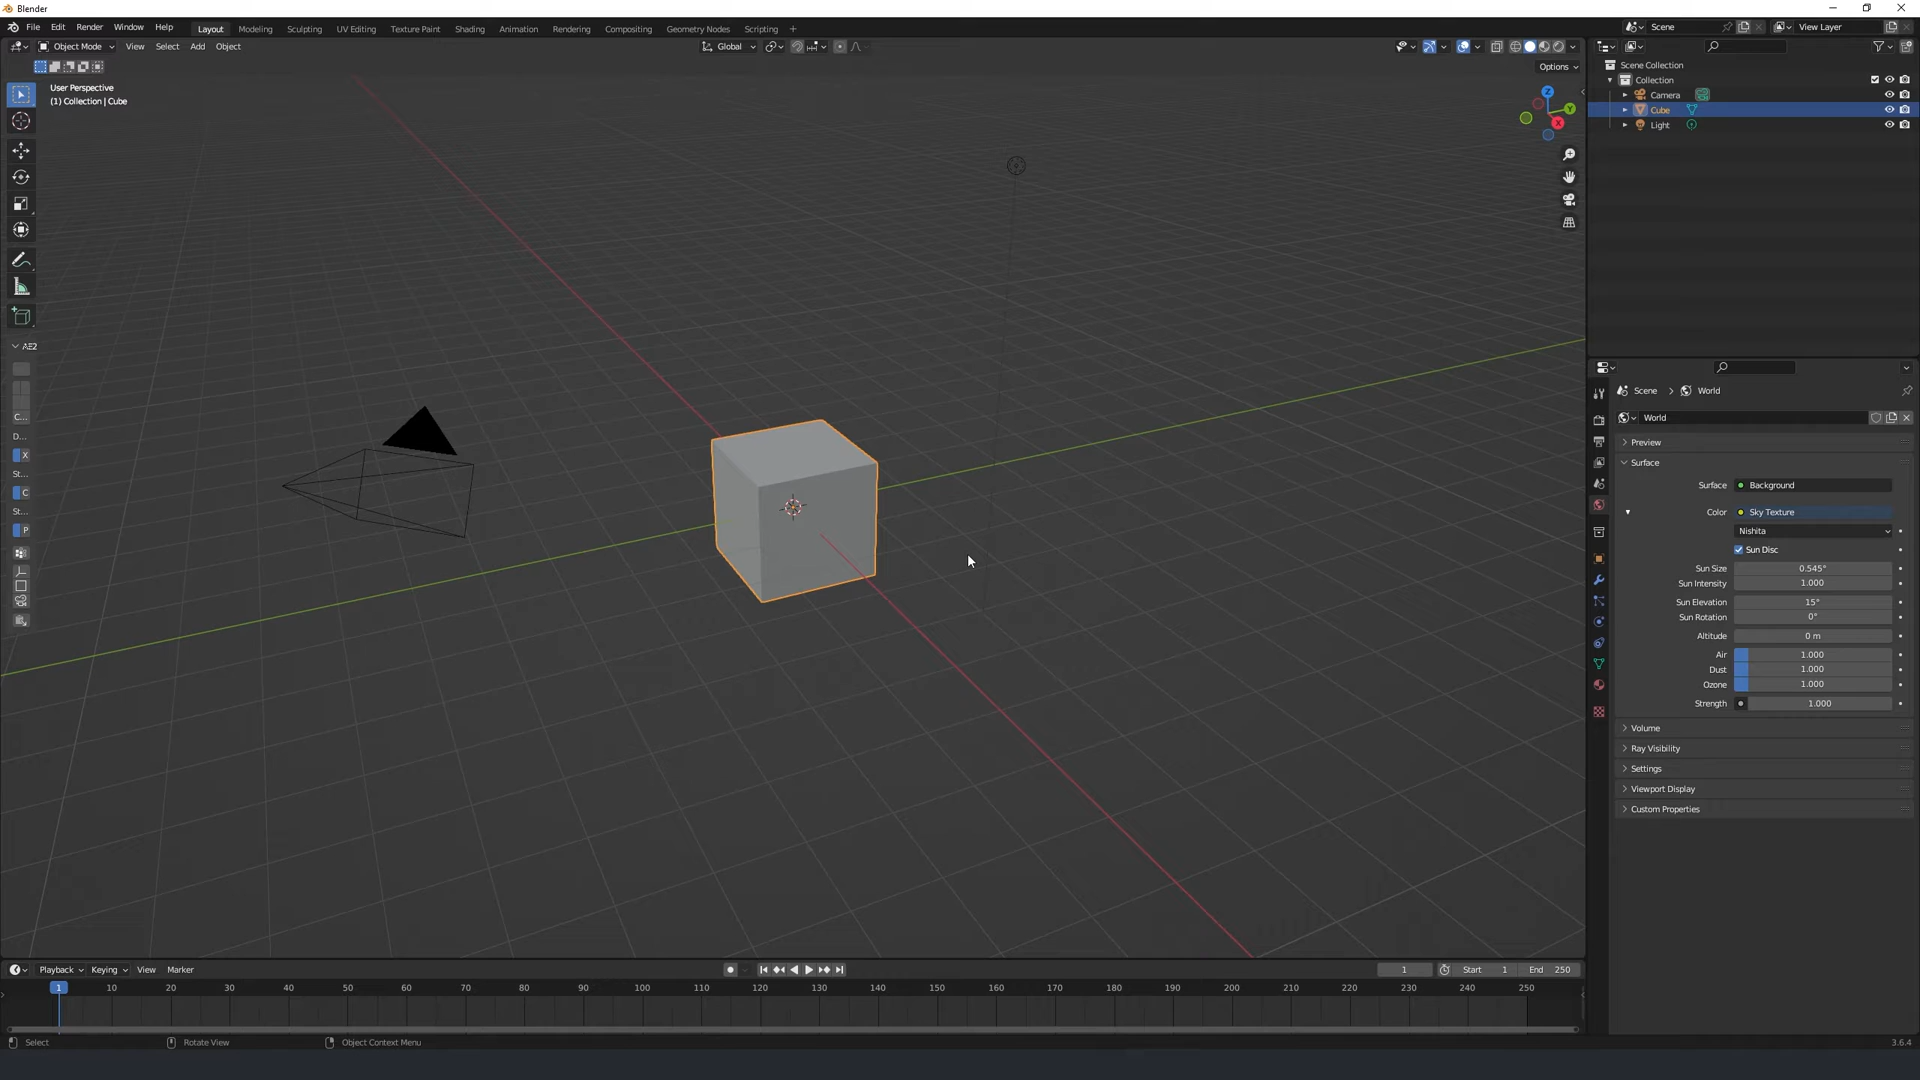 Blender
File Edit Render Window Help Layout Modeling Sculpting UV Editing Texture Paint Shading Animation Rendering Compositing Geometry Nodes Scripting + Scene View Layer
Object Mode View Select Add Object Global
Options
User Perspective
(1) Collection | Cube
Z
Y
X
AE2
C...
D...
X
St...
C
St...
P
Scene Collection
Collection
Camera
Cube
Light
Scene > World
World
Preview
Surface
Surface Background
Color Sky Texture
Nishita
Sun Disc
Sun Size 0.545°
Sun Intensity 1.000
Sun Elevation 15°
Sun Rotation 0°
Altitude 0 m
Air 1.000
Dust 1.000
Ozone 1.000
Strength 1.000
Volume
Ray Visibility
Settings
Viewport Display
Custom Properties
Playback Keying View Marker 1 Start 1 End 250
1 10 20 30 40 50 60 70 80 90 100 110 120 130 140 150 160 170 180 190 200 210 220 230 240 250
Select Rotate View Object Context Menu 3.6.4